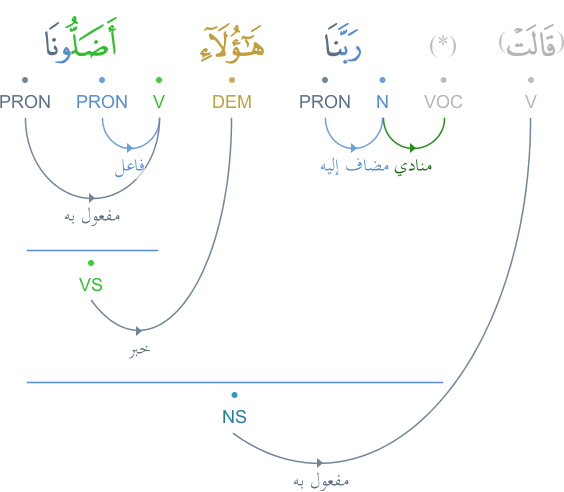 (قَالَتْ) (*) رَبَّنَا هَـٰٓؤُلَآءِ أَضَلُّونَا
V VOC N PRON DEM V PRON PRON
منادي مضاف إليه فاعل
مفعول به
VS
خبر
NS
مفعول به